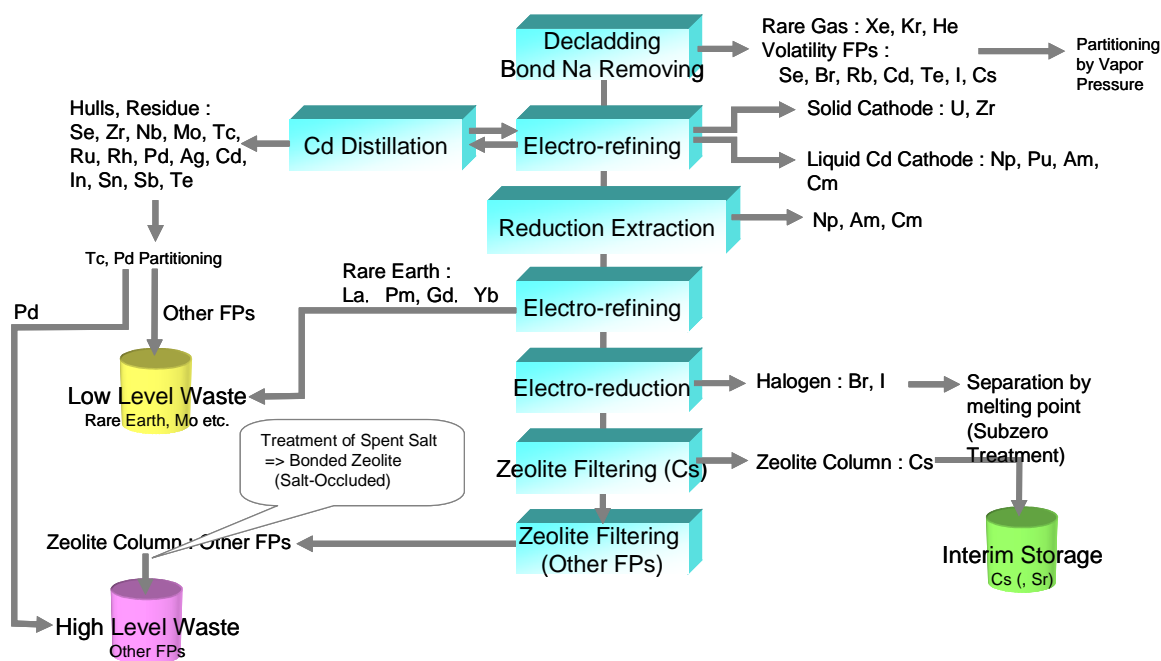 Decladding
Bond Na Removing
Rare Gas : Xe, Kr, He
Volatility FPs :
Se, Br, Rb, Cd, Te, I, Cs
Partitioning
by Vapor
Pressure
Hulls, Residue :
Se, Zr, Nb, Mo, Tc,
Ru, Rh, Pd, Ag, Cd,
In, Sn, Sb, Te
Cd Distillation
Electro-refining
Solid Cathode : U, Zr
Liquid Cd Cathode : Np, Pu, Am,
Cm
Reduction Extraction
Np, Am, Cm
Tc, Pd Partitioning
Rare Earth :
La. Pm, Gd. Yb
Electro-refining
Pd
Other FPs
Low Level Waste
Rare Earth, Mo etc.
Electro-reduction
Halogen : Br, I
Separation by
melting point
(Subzero
Treatment)
Treatment of Spent Salt
=> Bonded Zeolite
(Salt-Occluded)
Zeolite Filtering (Cs)
Zeolite Column : Cs
Zeolite Column : Other FPs
Zeolite Filtering
(Other FPs)
Interim Storage
Cs (, Sr)
High Level Waste
Other FPs